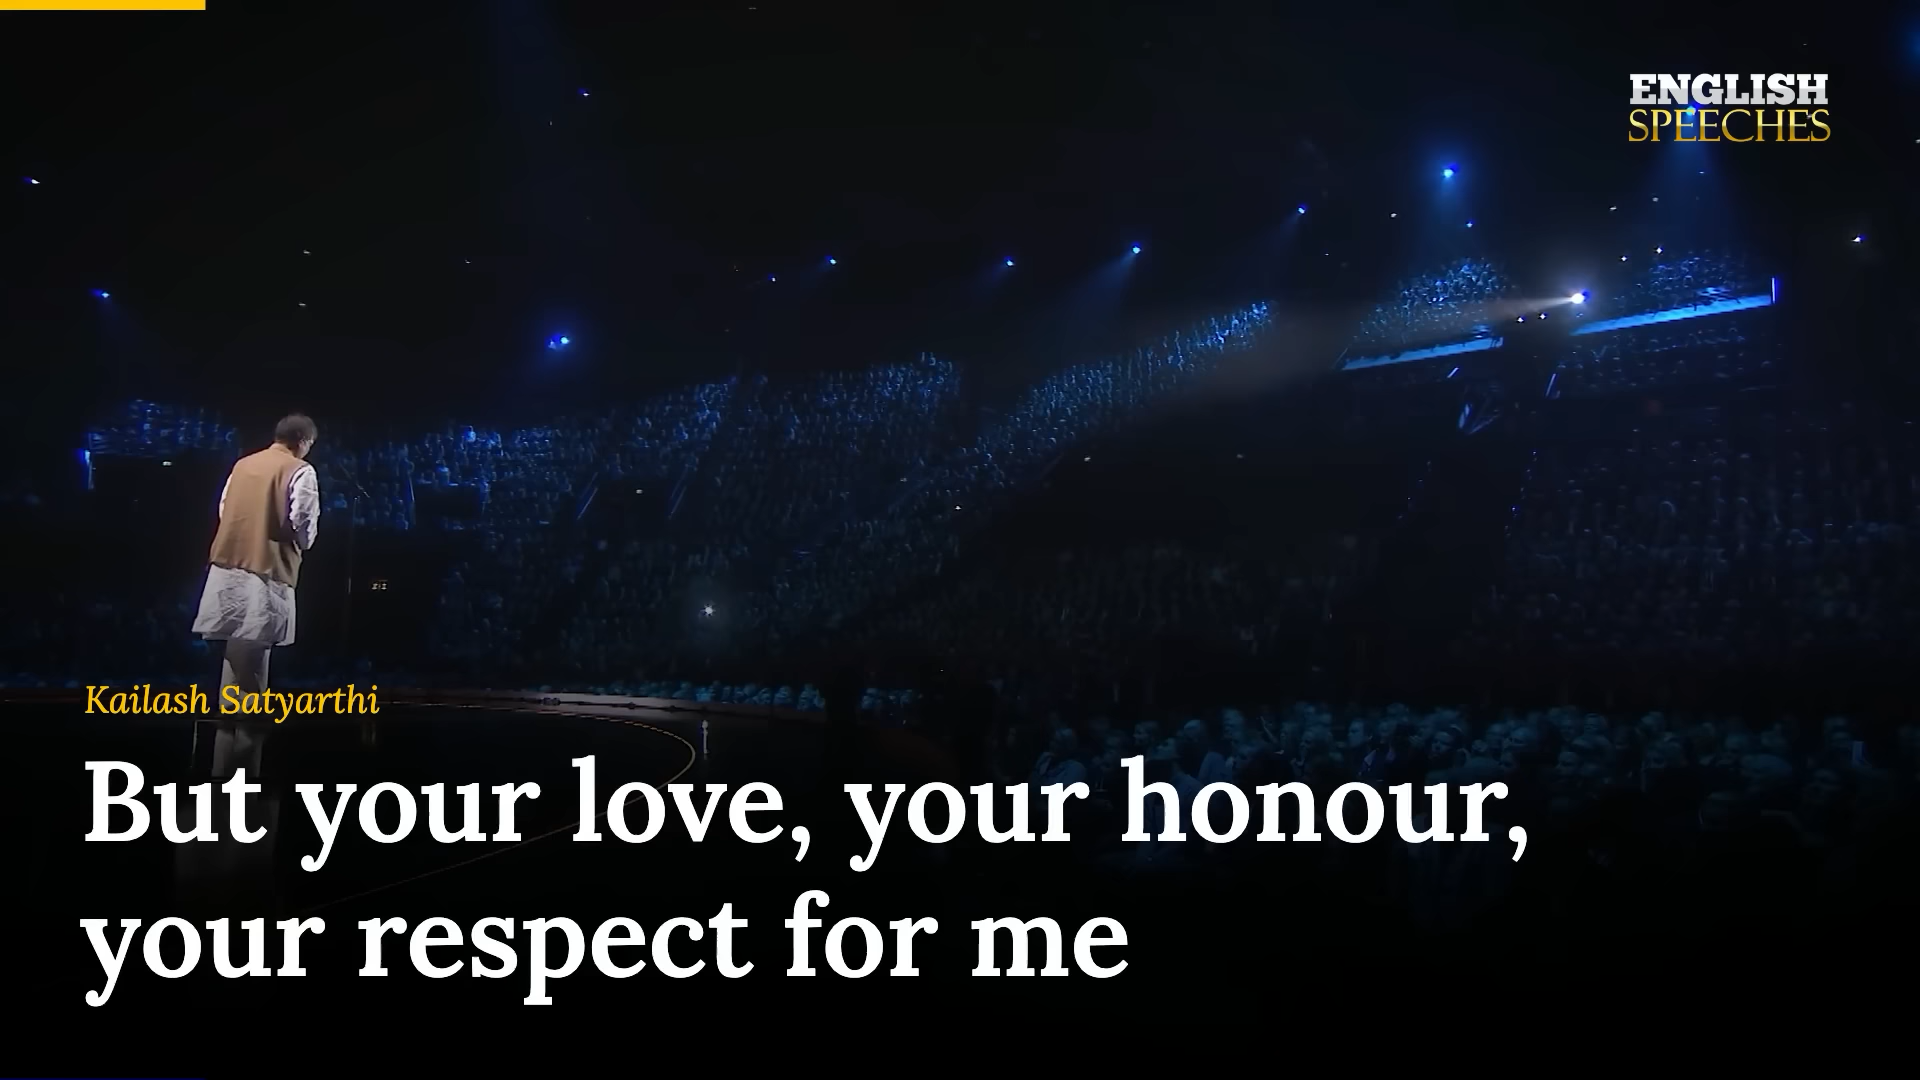 ENGLISH
SPEECHES
Kailash Satyarthi
But your love, your honour,
your respect for me